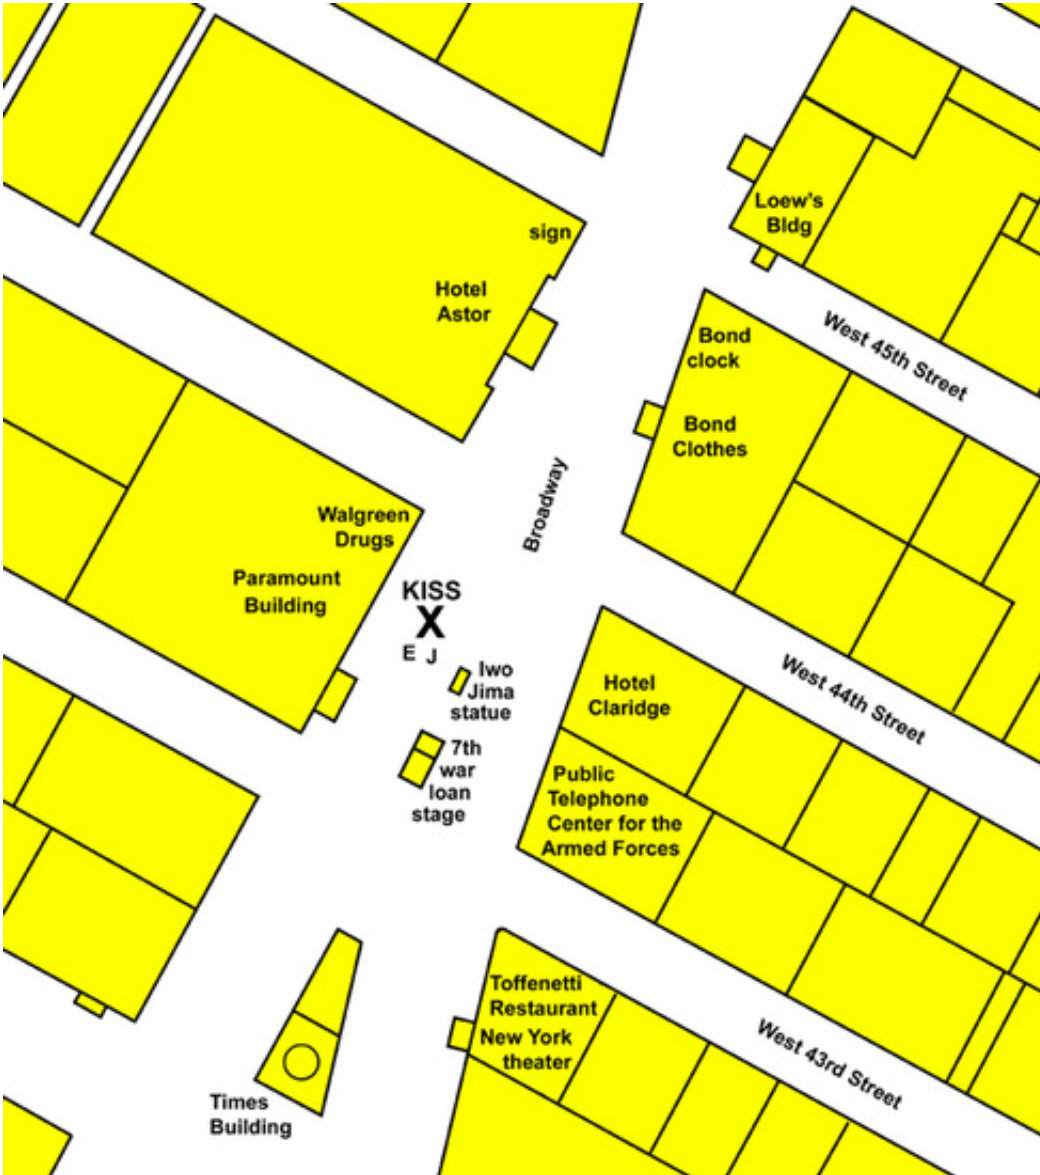 sign
Loew's
Bldg
Hotel
Astor
West 45th Street
Bond
clock
Bond
Clothes
Broadway
Walgreen
Drugs
Paramount
Building
KISS
X
E J
Iwo
Jima
statue
West 44th Street
Hotel
Claridge
7th
war
loan
stage
Public
Telephone
Center for the
Armed Forces
Toffenetti
Restaurant
New York
theater
West 43rd Street
Times
Building